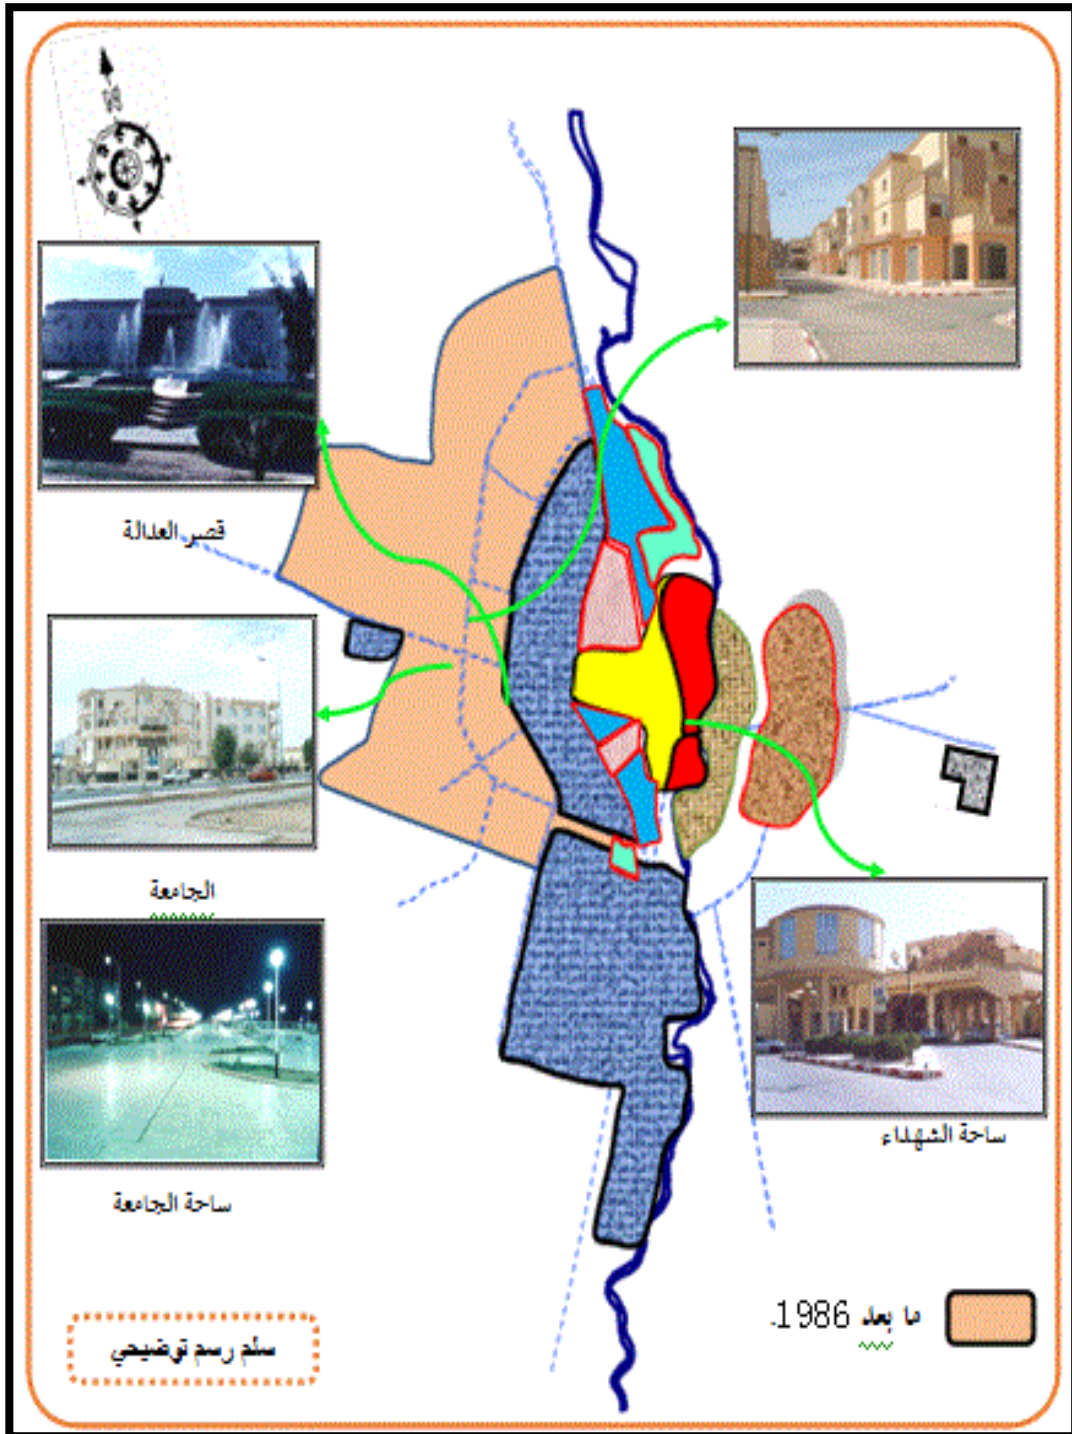 قصر العدالة
الجامعة
ساحة الجامعة
ساحة الشهداء
ما بعد 1986.
سلم رسم توضيحي